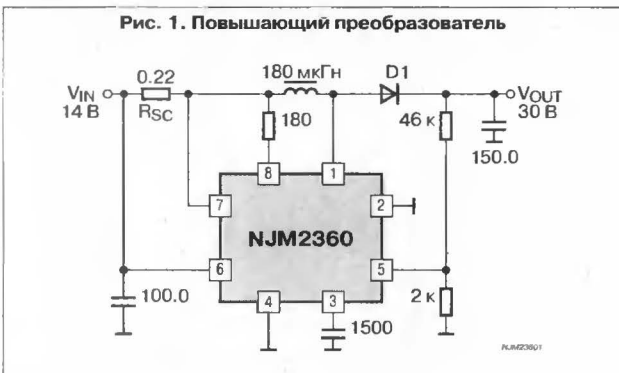 Рис. 1. Повышающий преобразователь
VIN
14 В
0.22
RSC
180 мкГн
D1
VOUT
30 В
180
46 к
150.0
8
1
7
2
NJM2360
6
5
4
3
100.0
1500
2 к
NJM23601